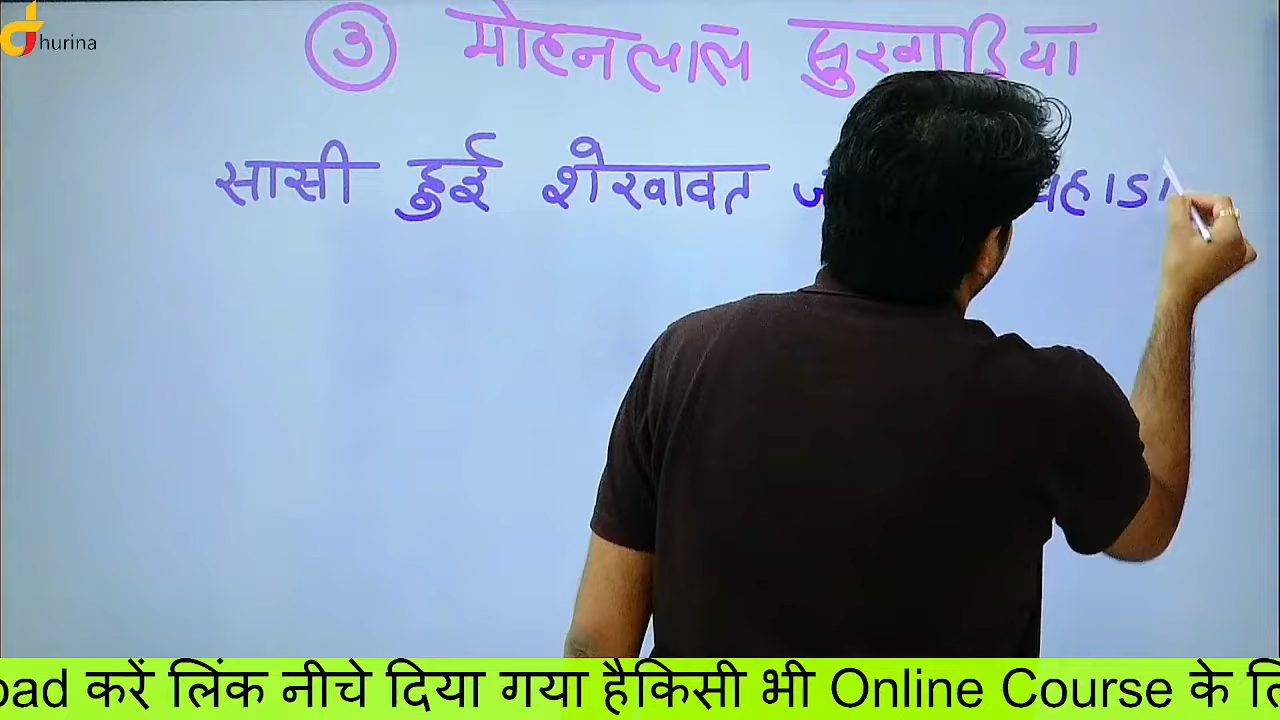 hurina
③ मोहनलाल सुखाड़िया
सासी हुई शेखावत
oad करें लिंक नीचे दिया गया हैकिसी भी Online Course के लि